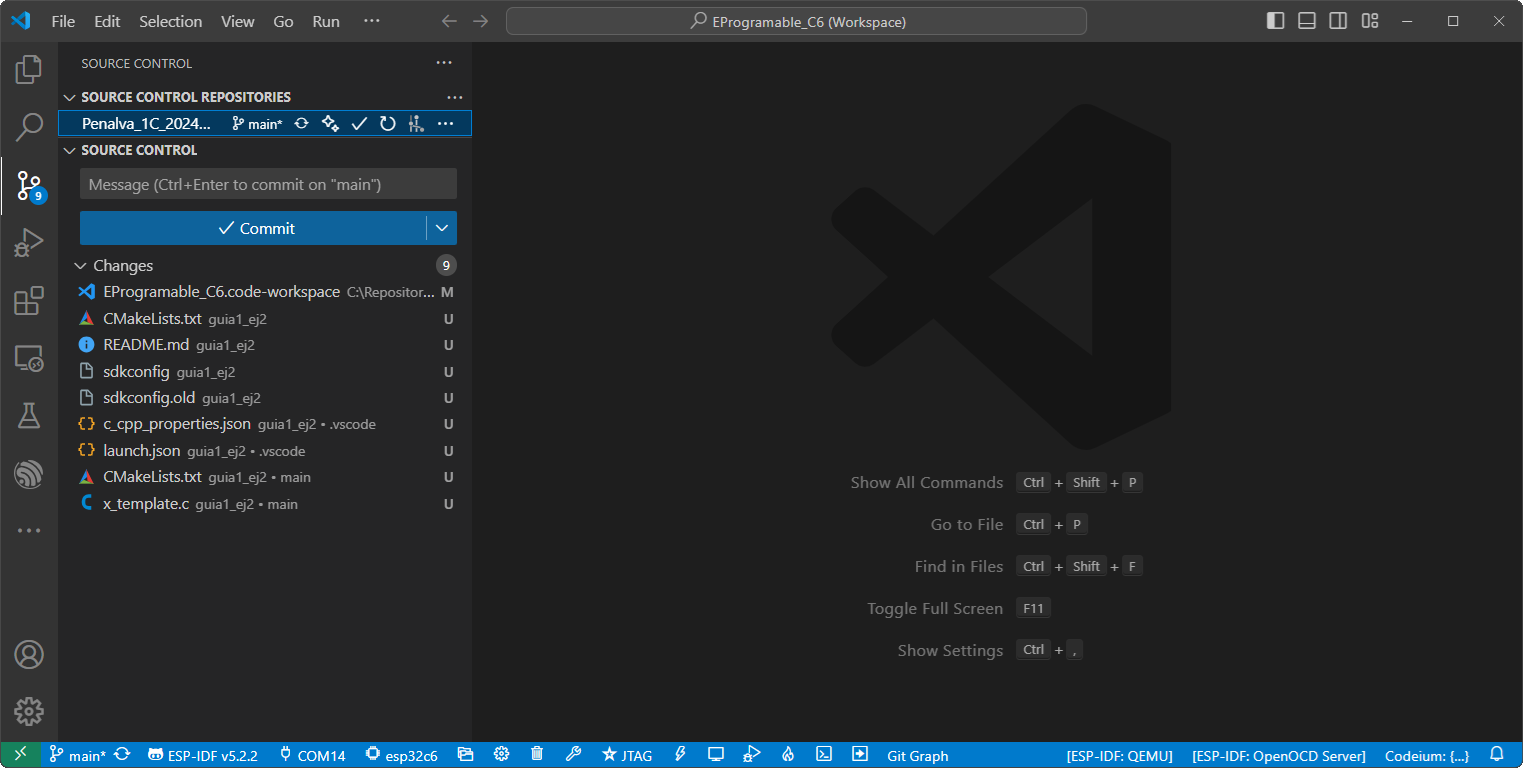 File Edit Selection View Go Run ··· EProgramable_C6 (Workspace)
SOURCE CONTROL ···
SOURCE CONTROL REPOSITORIES ···
Penalva_1C_2024... main* ···
SOURCE CONTROL
Message (Ctrl+Enter to commit on "main")
Commit
Changes 9
9
EProgramable_C6.code-workspace C:\Repositor... M
CMakeLists.txt guia1_ej2 U
README.md guia1_ej2 U
sdkconfig guia1_ej2 U
sdkconfig.old guia1_ej2 U
c_cpp_properties.json guia1_ej2 • .vscode U
launch.json guia1_ej2 • .vscode U
CMakeLists.txt guia1_ej2 • main U
x_template.c guia1_ej2 • main U
Show All Commands Ctrl + Shift + P
Go to File Ctrl + P
Find in Files Ctrl + Shift + F
Toggle Full Screen F11
Show Settings Ctrl + ,
main* ESP-IDF v5.2.2 COM14 esp32c6 JTAG Git Graph [ESP-IDF: QEMU] [ESP-IDF: OpenOCD Server] Codeium: {...}